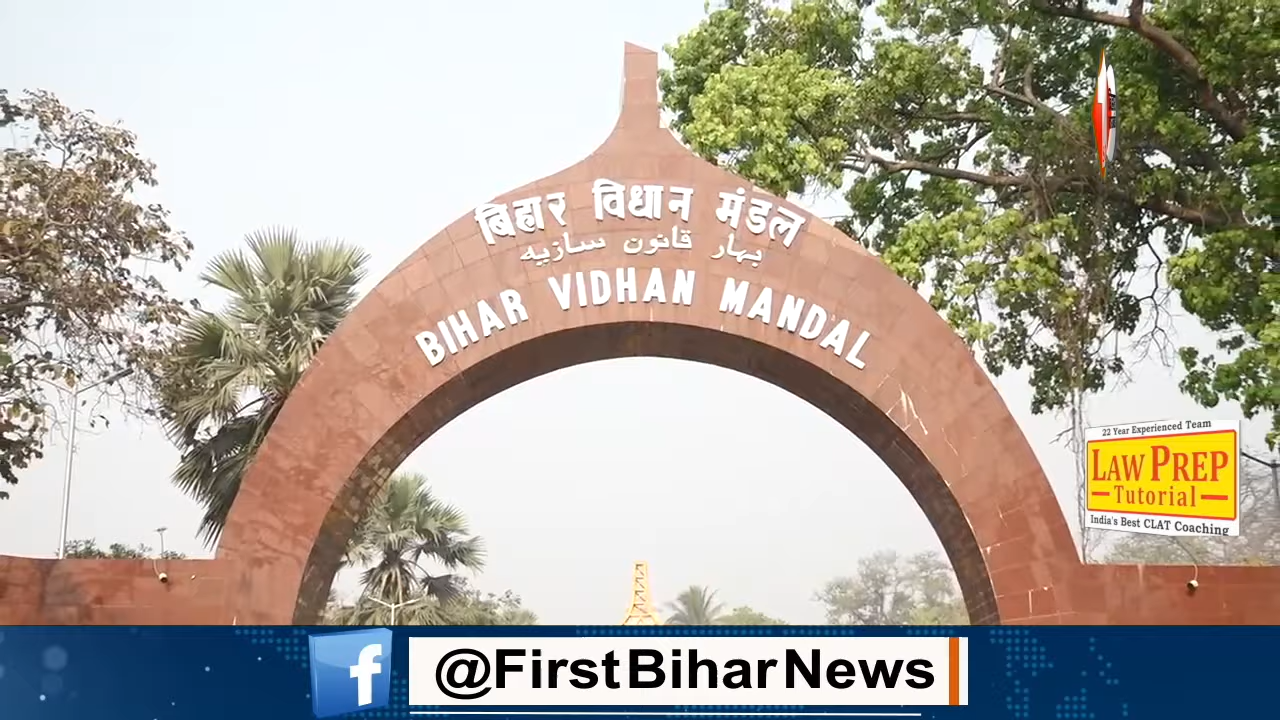 बिहार विधान मंडल
بہار قانون سازیہ
BIHAR VIDHAN MANDAL
22 Year Experienced Team
LAW PREP
Tutorial
India's Best CLAT Coaching
@FirstBiharNews